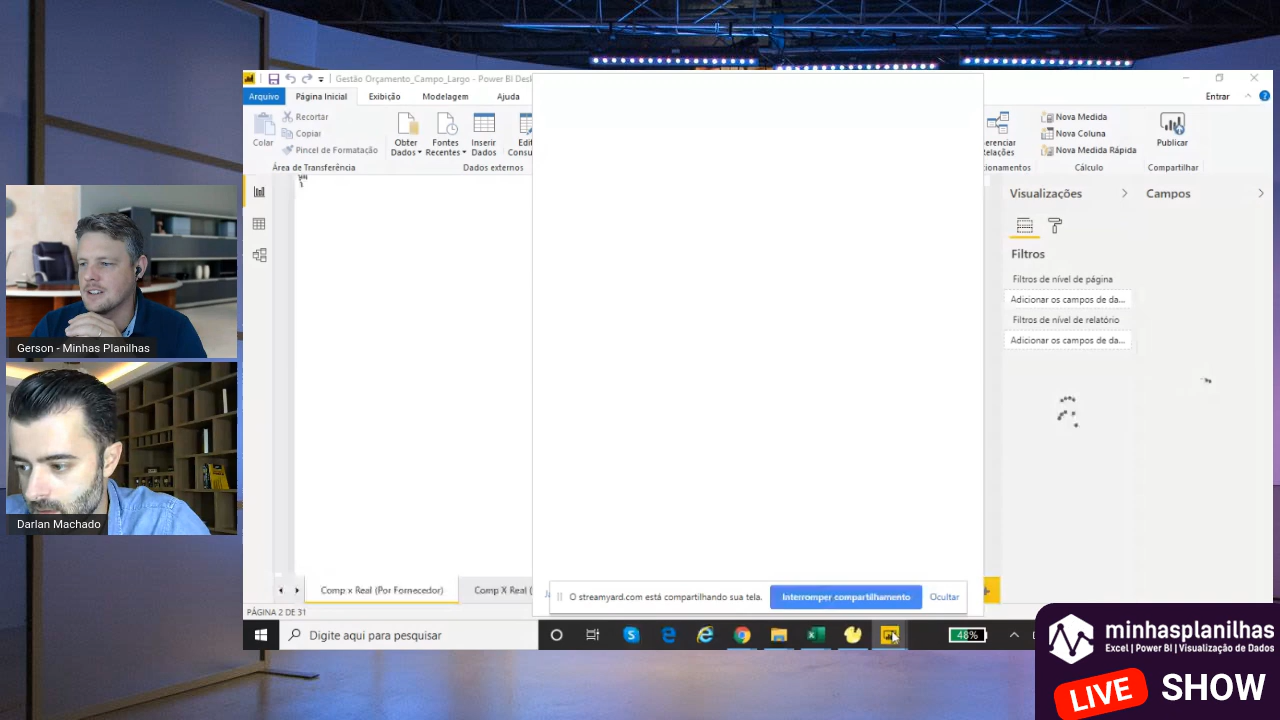 Gestão Orçamento_Campo_Largo - Power BI Desk
Arquivo
Página Inicial
Exibição
Modelagem
Ajuda
Entrar
Colar
Recortar
Copiar
Pincel de Formatação
Área de Transferência
Obter
Dados
Fontes
Recentes
Inserir
Dados
Edit
Consu
Dados externos
erenciar
Relações
cionamentos
Nova Medida
Nova Coluna
Nova Medida Rápida
Cálculo
Publicar
Compartilhar
Visualizações
Campos
Filtros
Filtros de nível de página
Adicionar os campos de da...
Filtros de nível de relatório
Adicionar os campos de da...
Gerson - Minhas Planilhas
Darlan Machado
Comp x Real (Por Fornecedor)
Comp X Real (
PÁGINA 2 DE 31
O streamyard.com está compartilhando sua tela.
Interromper compartilhamento
Ocultar
Digite aqui para pesquisar
48%
minhasplanilhas
Excel | Power BI | Visualização de Dados
LIVE SHOW